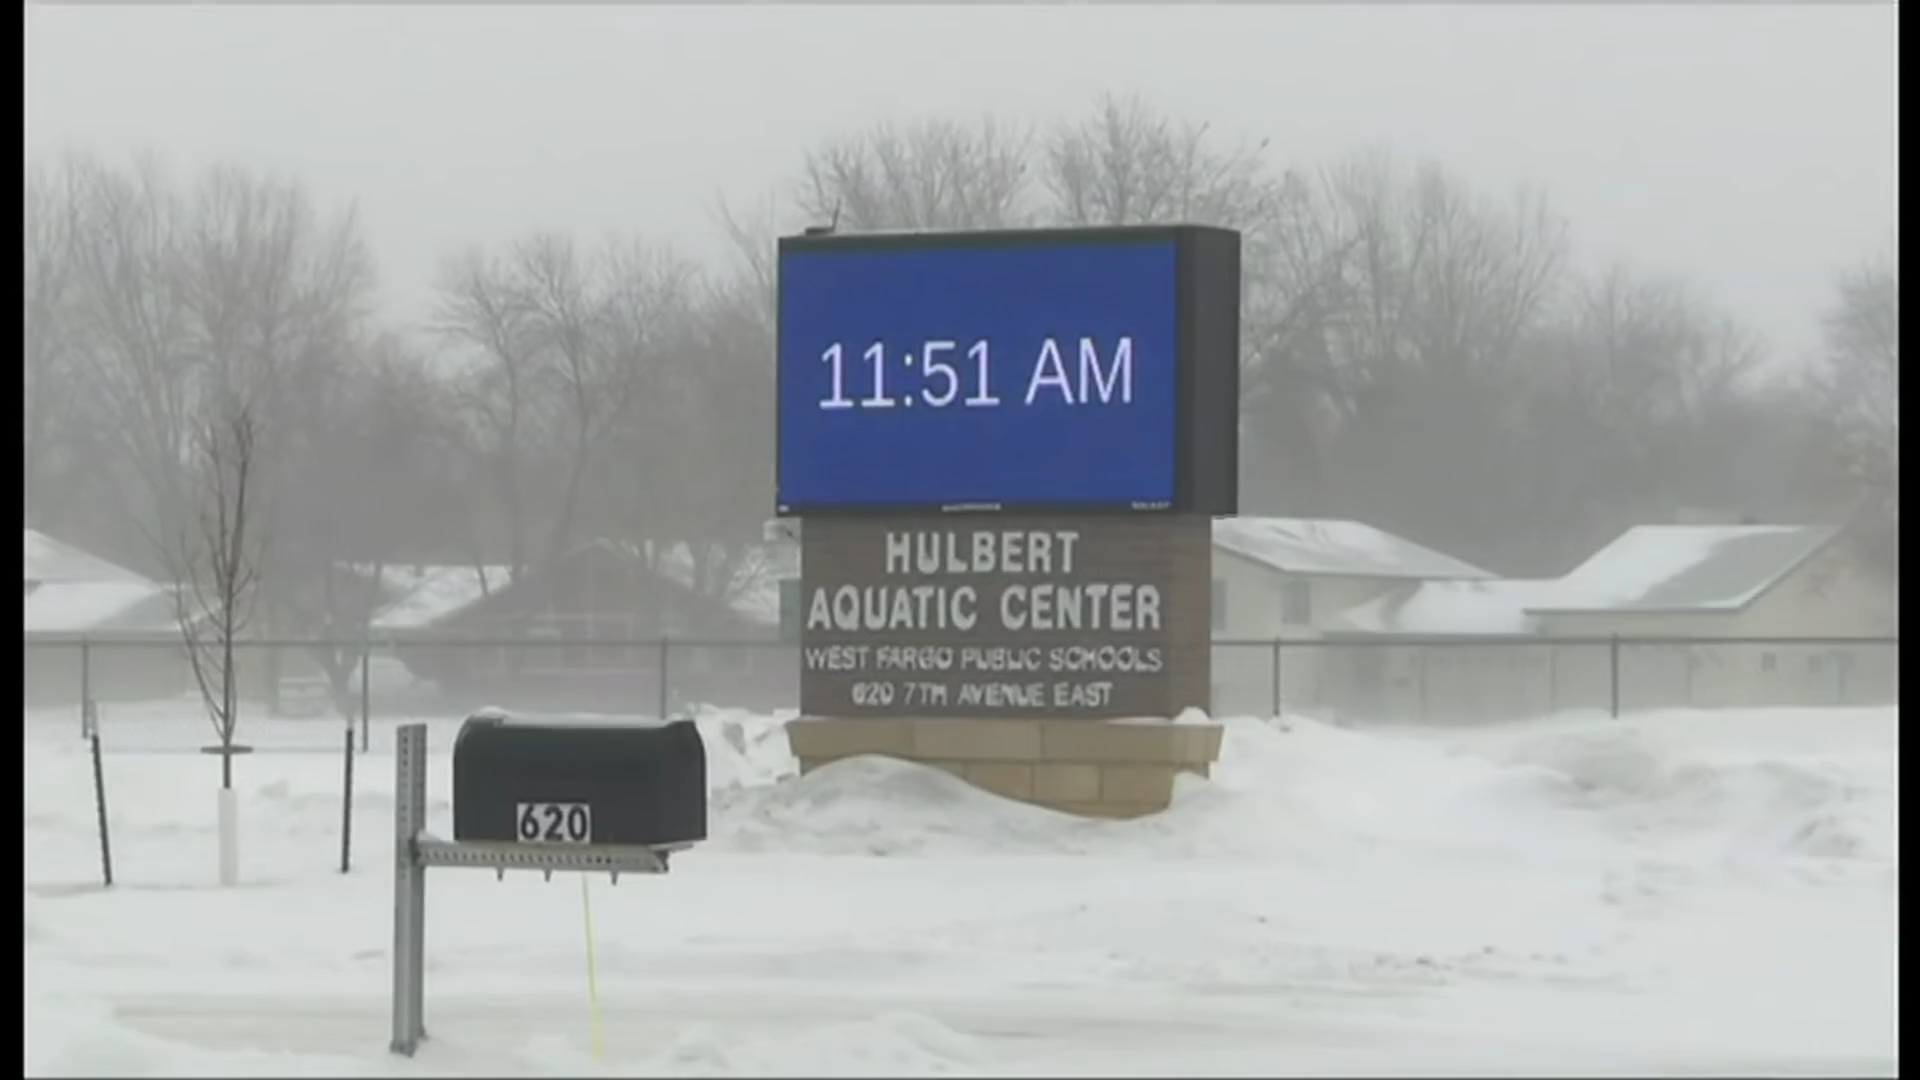 11:51 AM
HULBERT
AQUATIC CENTER
WEST FARGO PUBLIC SCHOOLS
620 7TH AVENUE EAST
620